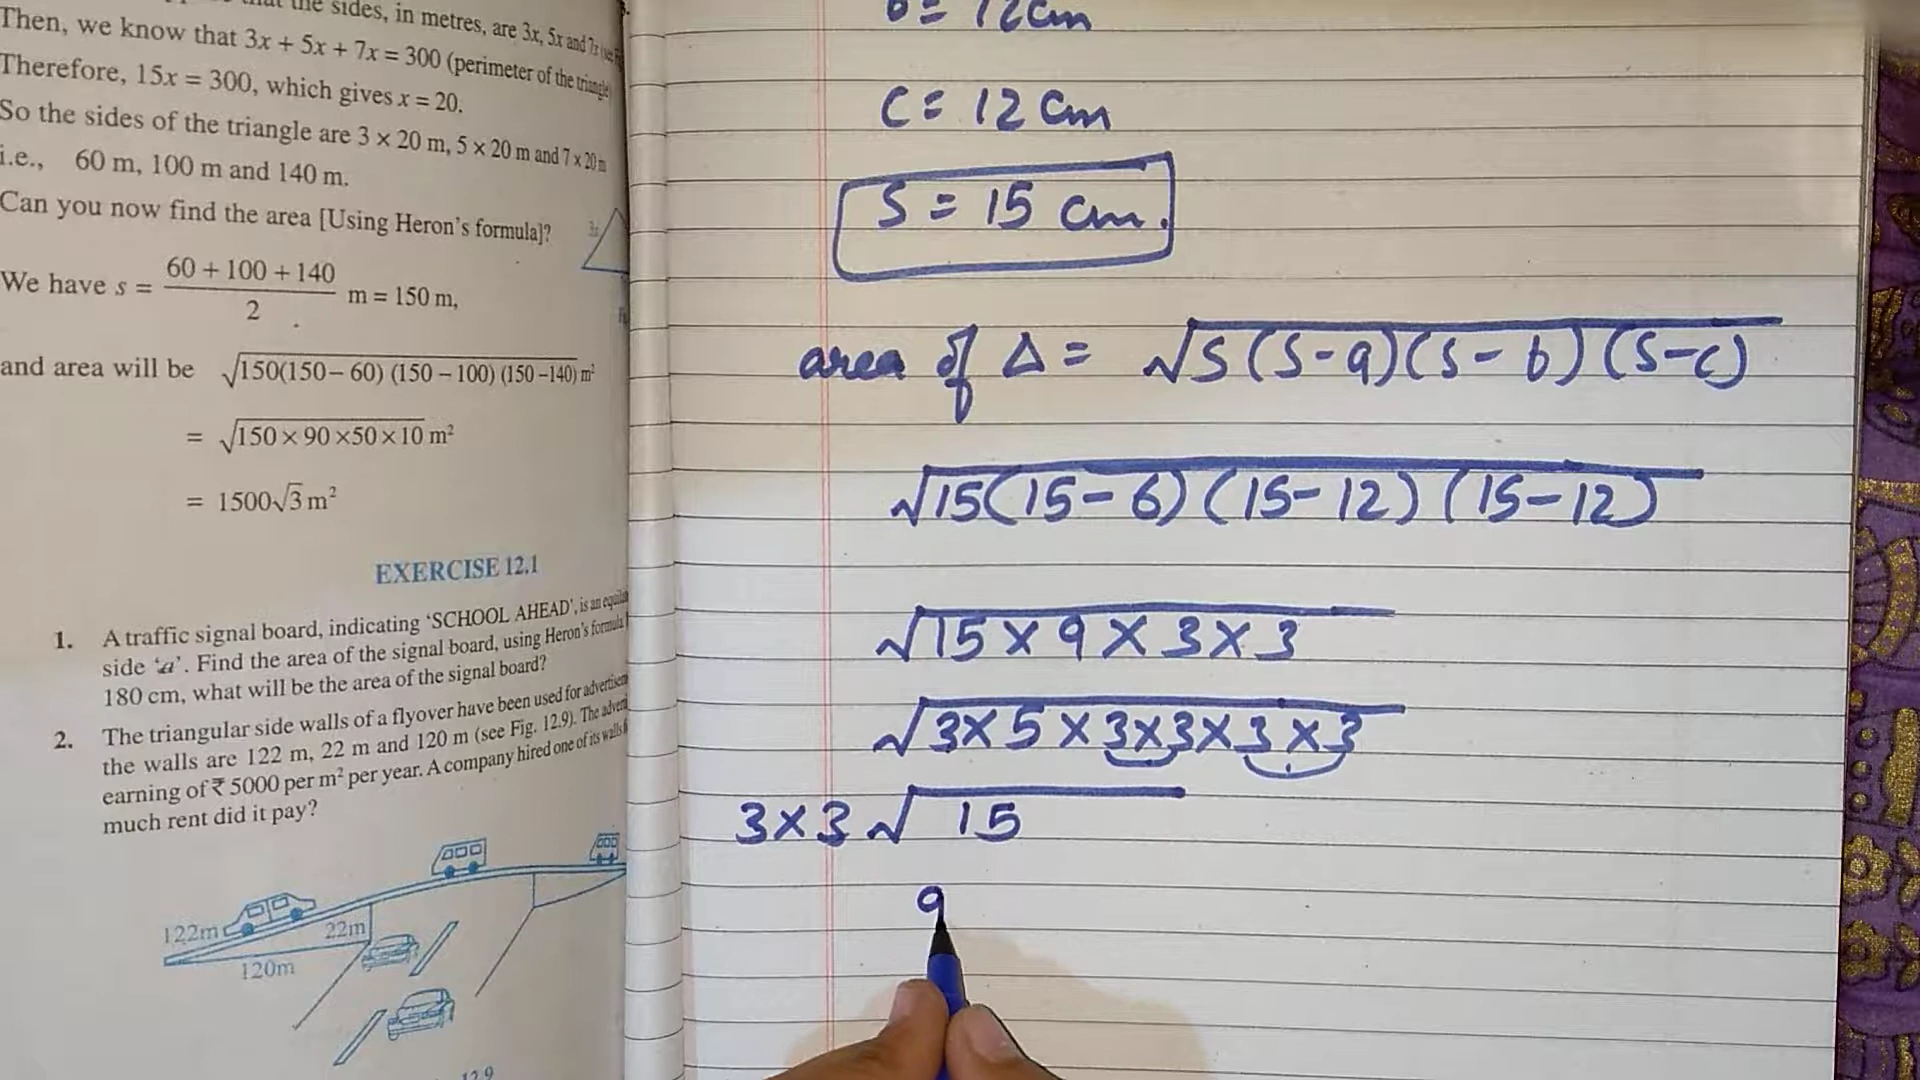 the sides, in metres, are 3x, 5x and 7x
Then, we know that 3x + 5x + 7x = 300 (perimeter of the triangle)
Therefore, 15x = 300, which gives x = 20.
So the sides of the triangle are 3 × 20 m, 5 × 20 m and 7 × 20 m
i.e., 60 m, 100 m and 140 m.
Can you now find the area [Using Heron's formula]?
3x
We have s = (60 + 100 + 140)/2 m = 150 m,
and area will be √150(150 – 60) (150 – 100) (150 –140) m²
= √150 × 90 ×50 × 10 m²
= 1500√3 m²
EXERCISE 12.1
1. A traffic signal board, indicating ‘SCHOOL AHEAD’, is an
side ‘a’. Find the area of the signal board, using Heron's formula
180 cm, what will be the area of the signal board?
2. The triangular side walls of a flyover have been used for
the walls are 122 m, 22 m and 120 m (see Fig. 12.9). The
earning of ₹ 5000 per m² per year. A company hired one of its walls
much rent did it pay?
122m
22m
120m
12.9
b = 12cm
c = 12 cm
S = 15 cm.
area of Δ = √S(S-a)(S-b)(S-c)
√15(15-6)(15-12)(15-12)
√15×9×3×3
√3×5×3×3×3×3
3×3√15
9